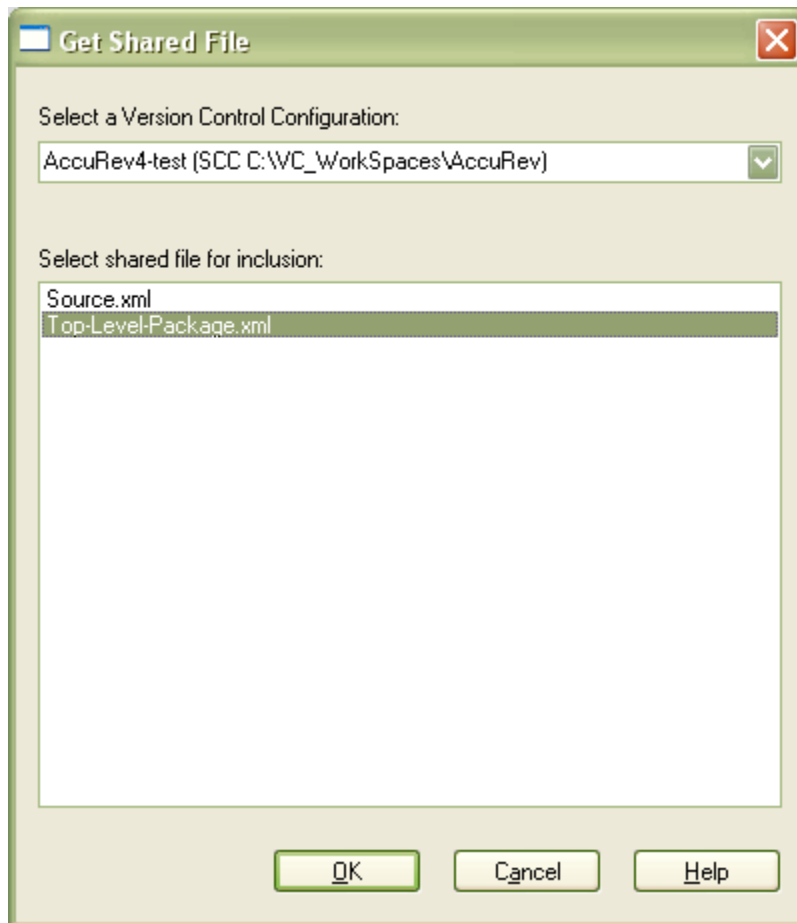 Get Shared File
Select a Version Control Configuration:
AccuRev4-test (SCC C:\VC_WorkSpaces\AccuRev)
Select shared file for inclusion:
Source.xml
Top-Level-Package.xml
OK Cancel Help